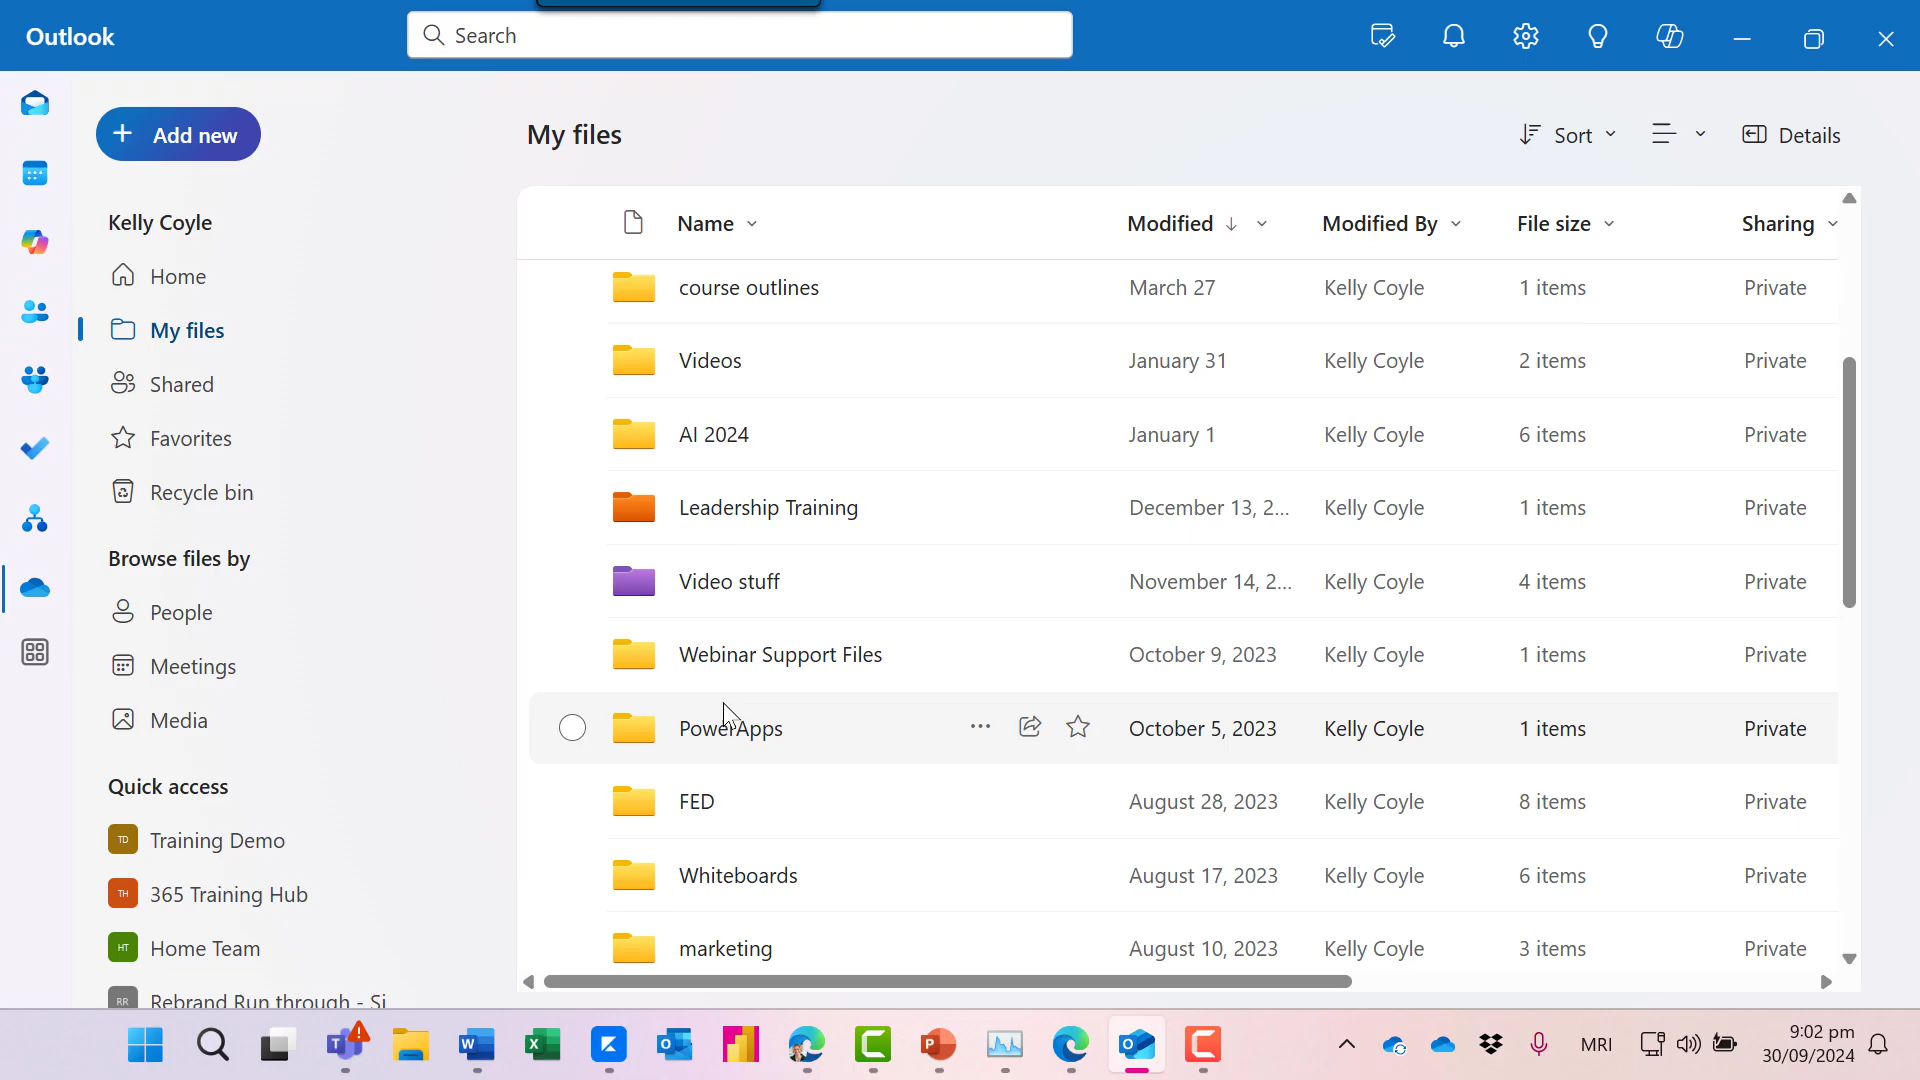 Outlook
Search
Add new
Kelly Coyle
Home
My files
Shared
Favorites
Recycle bin
Browse files by
People
Meetings
Media
Quick access
TD Training Demo
TH 365 Training Hub
HT Home Team
RR Rebrand Run through - Si
My files
Sort
Details
Name Modified Modified By File size Sharing
course outlines March 27 Kelly Coyle 1 items Private
Videos January 31 Kelly Coyle 2 items Private
AI 2024 January 1 Kelly Coyle 6 items Private
Leadership Training December 13, 2... Kelly Coyle 1 items Private
Video stuff November 14, 2... Kelly Coyle 4 items Private
Webinar Support Files October 9, 2023 Kelly Coyle 1 items Private
PowerApps October 5, 2023 Kelly Coyle 1 items Private
FED August 28, 2023 Kelly Coyle 8 items Private
Whiteboards August 17, 2023 Kelly Coyle 6 items Private
marketing August 10, 2023 Kelly Coyle 3 items Private
MRI
9:02 pm
30/09/2024